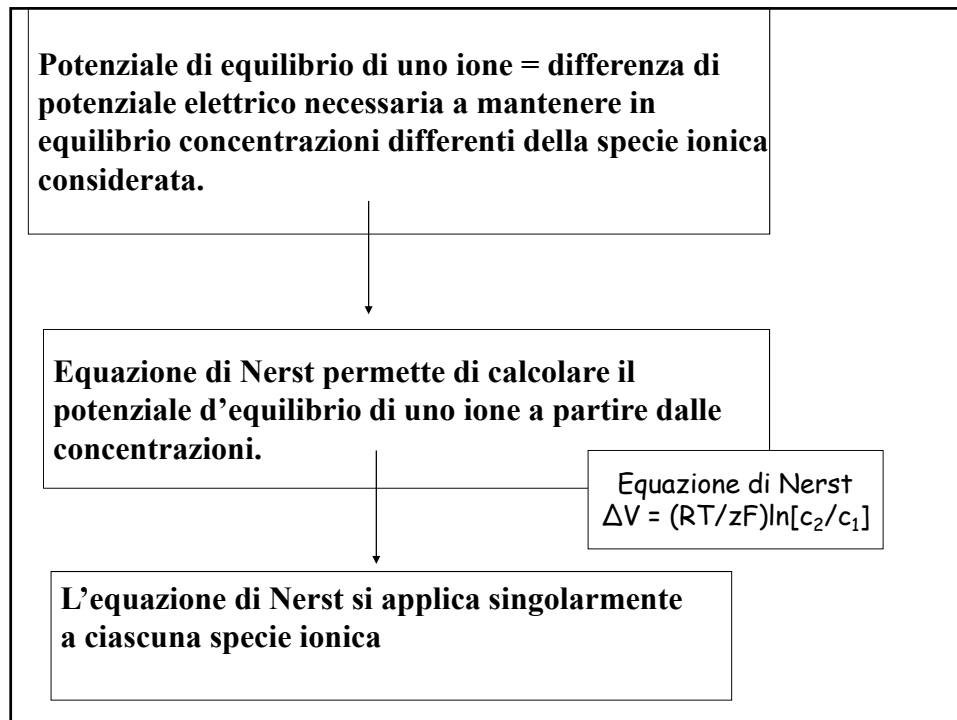 Potenziale di equilibrio di uno ione = differenza di
potenziale elettrico necessaria a mantenere in
equilibrio concentrazioni differenti della specie ionica
considerata.
Equazione di Nerst permette di calcolare il
potenziale d’equilibrio di uno ione a partire dalle
concentrazioni.
Equazione di Nerst
ΔV = (RT/zF)ln[c₂/c₁]
L’equazione di Nerst si applica singolarmente
a ciascuna specie ionica